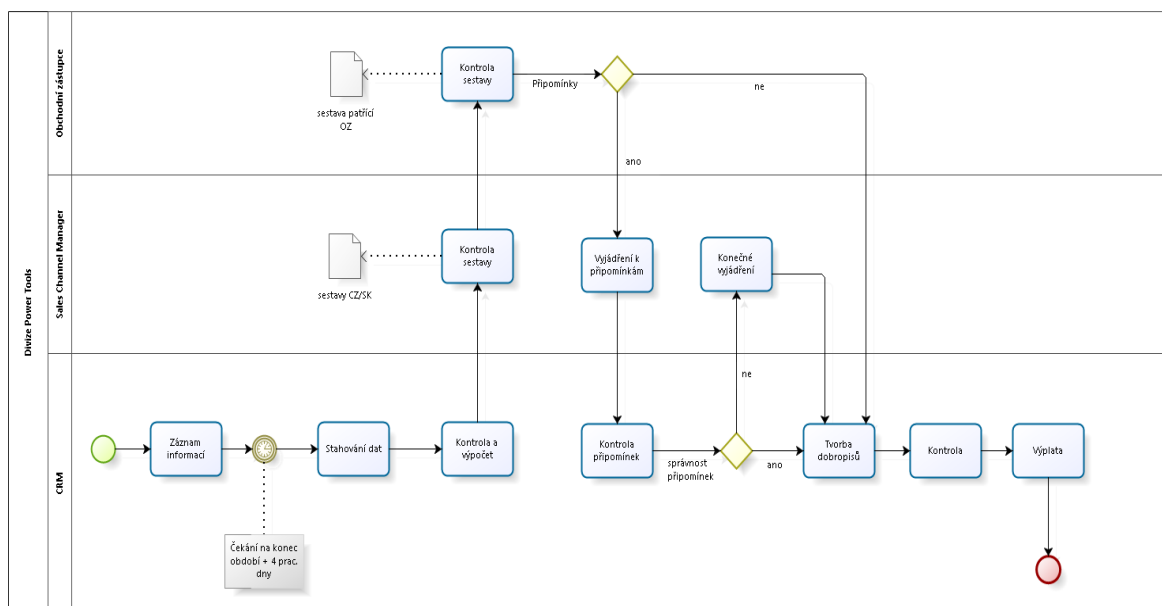 Divize Power Tools
Obchodní zástupce
Kontrola
sestavy
sestava patřící
OZ
Připomínky
ne
ano
Sales Channel Manager
Kontrola
sestavy
sestavy CZ/SK
Vyjádření k
připomínkám
Konečné
vyjádření
CRM
Záznam
informací
Čekání na konec
období + 4 prac.
dny
Stahování dat
Kontrola a
výpočet
Kontrola
připomínek
správnost
připomínek
ne
ano
Tvorba
dobropisů
Kontrola
Výplata